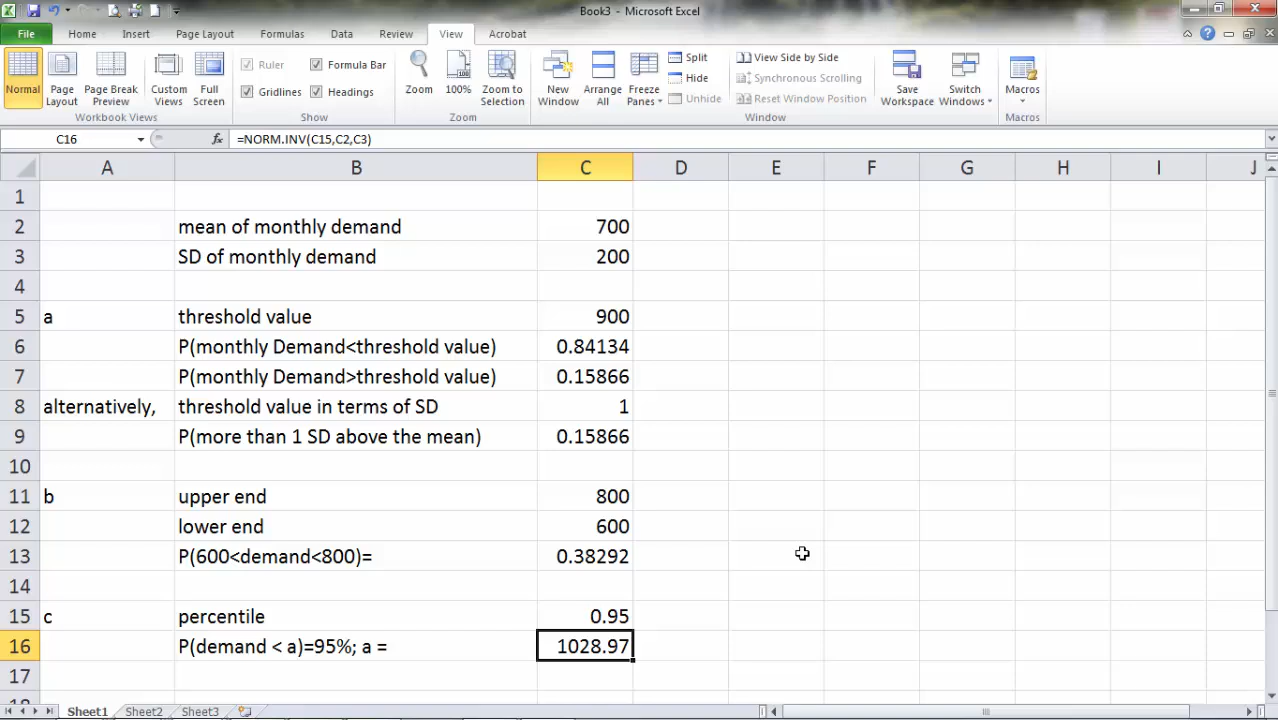 Book3 - Microsoft Excel
File Home Insert Page Layout Formulas Data Review View Acrobat
Normal Page Layout Page Break Preview Custom Views Full Screen
Workbook Views
Ruler Formula Bar
Gridlines Headings
Show
Zoom 100% Zoom to Selection
Zoom
New Window Arrange All Freeze Panes
Split
Hide
Unhide
View Side by Side
Synchronous Scrolling
Reset Window Position
Save Workspace Switch Windows
Window
Macros
Macros
C16 fx =NORM.INV(C15,C2,C3)
A B C D E F G H I J
1
2 mean of monthly demand 700
3 SD of monthly demand 200
4
5 a threshold value 900
6 P(monthly Demand<threshold value) 0.84134
7 P(monthly Demand>threshold value) 0.15866
8 alternatively, threshold value in terms of SD 1
9 P(more than 1 SD above the mean) 0.15866
10
11 b upper end 800
12 lower end 600
13 P(600<demand<800)= 0.38292
14
15 c percentile 0.95
16 P(demand < a)=95%; a = 1028.97
17
18
Sheet1 Sheet2 Sheet3